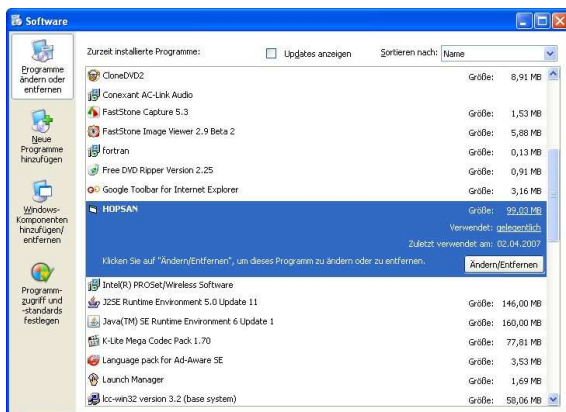 Software
Programme ändern oder entfernen
Neue Programme hinzufügen
Windows-Komponenten hinzufügen/ entfernen
Programm-zugriff und -standards festlegen
Zurzeit installierte Programme:
Updates anzeigen
Sortieren nach: Name
CloneDVD2 Größe: 8,91 MB
Conexant AC-Link Audio
FastStone Capture 5.3 Größe: 1,53 MB
FastStone Image Viewer 2.9 Beta 2 Größe: 5,88 MB
fortran Größe: 0,13 MB
Free DVD Ripper Version 2.25 Größe: 0,91 MB
Google Toolbar for Internet Explorer Größe: 3,16 MB
HOPSAN Größe: 99,03 MB
Verwendet: gelegentlich
Zuletzt verwendet am: 02.04.2007
Klicken Sie auf "Ändern/Entfernen", um dieses Programm zu ändern oder zu entfernen. Ändern/Entfernen
Intel(R) PROSet/Wireless Software
J2SE Runtime Environment 5.0 Update 11 Größe: 146,00 MB
Java(TM) SE Runtime Environment 6 Update 1 Größe: 160,00 MB
K-Lite Mega Codec Pack 1.70 Größe: 77,81 MB
Language pack for Ad-Aware SE Größe: 3,53 MB
Launch Manager Größe: 1,69 MB
lcc-win32 version 3.2 (base system) Größe: 58,06 MB